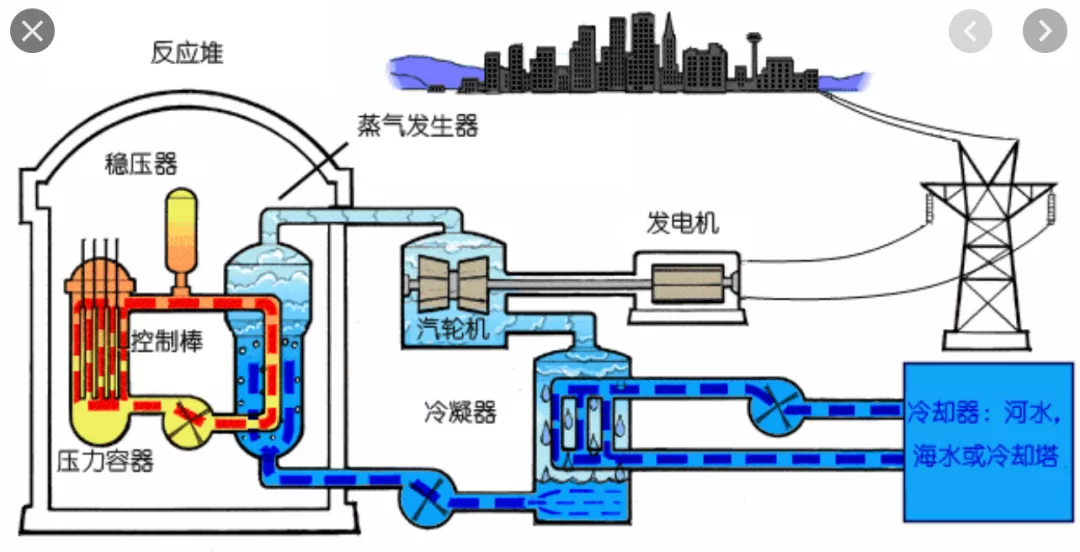 反应堆
蒸气发生器
稳压器
发电机
控制棒
汽轮机
冷凝器
压力容器
冷却器：河水，
海水或冷却塔